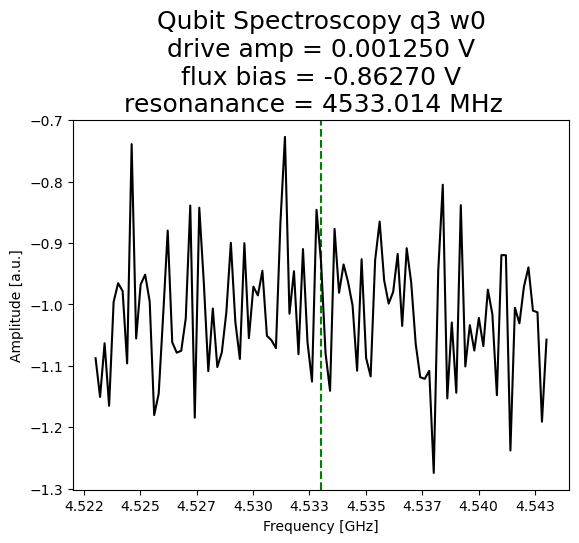 Qubit Spectroscopy q3 w0
drive amp = 0.001250 V
flux bias = -0.86270 V
resonanance = 4533.014 MHz
−0.7
−0.8
−0.9
−1.0
−1.1
−1.2
−1.3
Amplitude [a.u.]
4.522 4.525 4.527 4.530 4.533 4.535 4.537 4.540 4.543
Frequency [GHz]